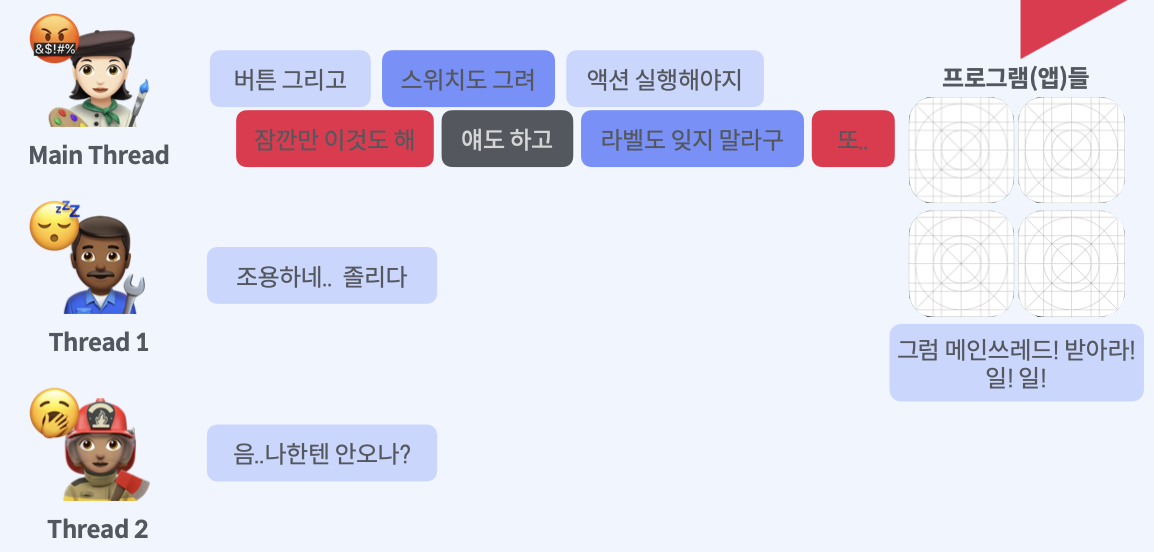 &$!#%
Main Thread
버튼 그리고
스위치도 그려
액션 실행해야지
잠깐만 이것도 해
얘도 하고
라벨도 잊지 말라구
또..
프로그램(앱)들
그럼 메인쓰레드! 받아라!
일! 일!
zzZ
Thread 1
조용하네.. 졸리다
Thread 2
음..나한텐 안오나?